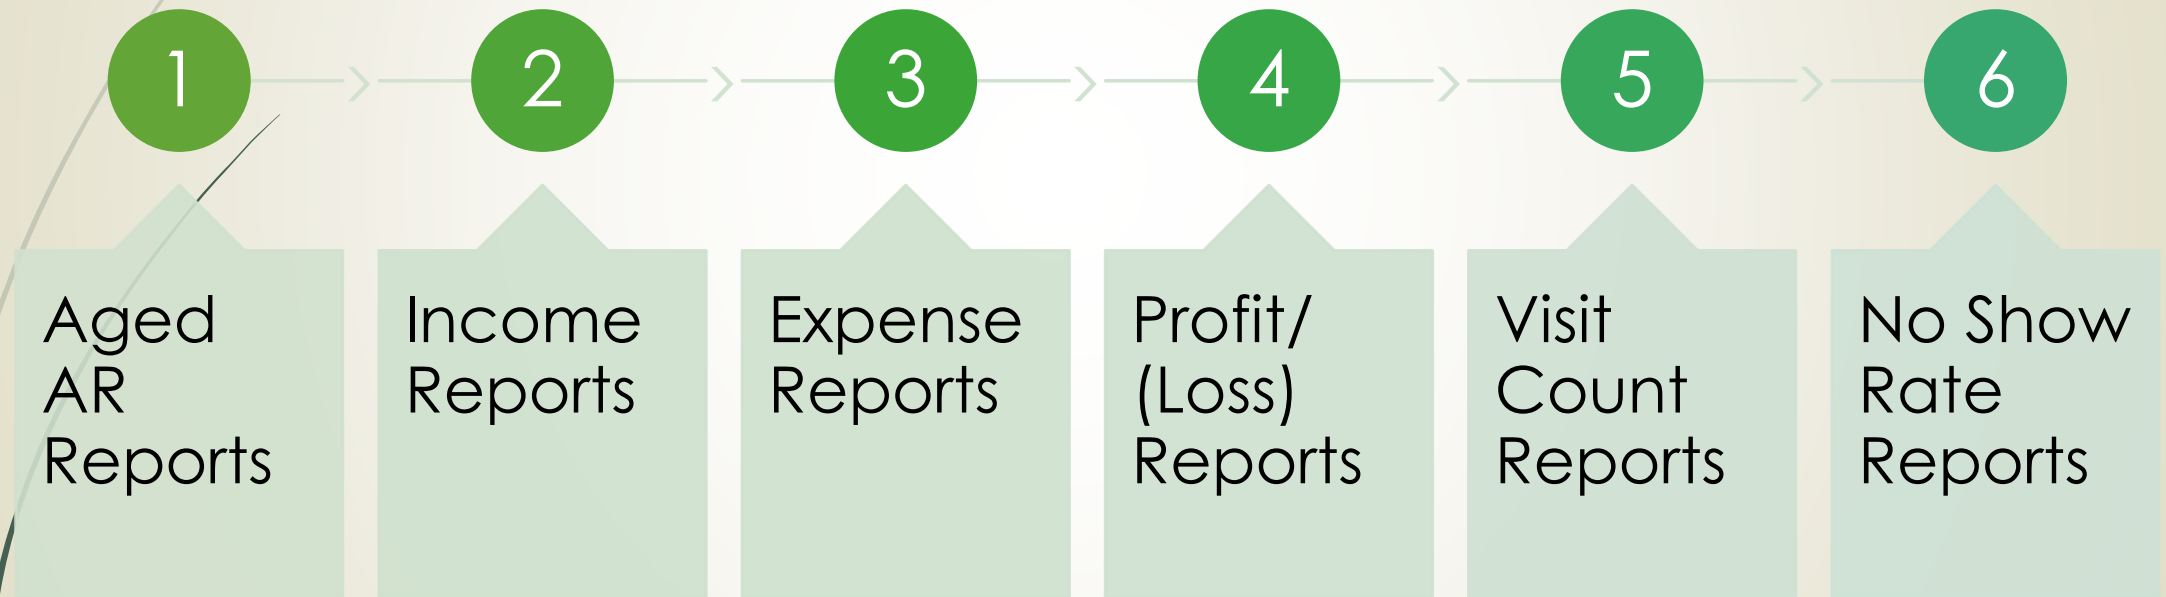 1
2
3
4
5
6
Aged
AR
Reports
Income
Reports
Expense
Reports
Profit/
(Loss)
Reports
Visit
Count
Reports
No Show
Rate
Reports